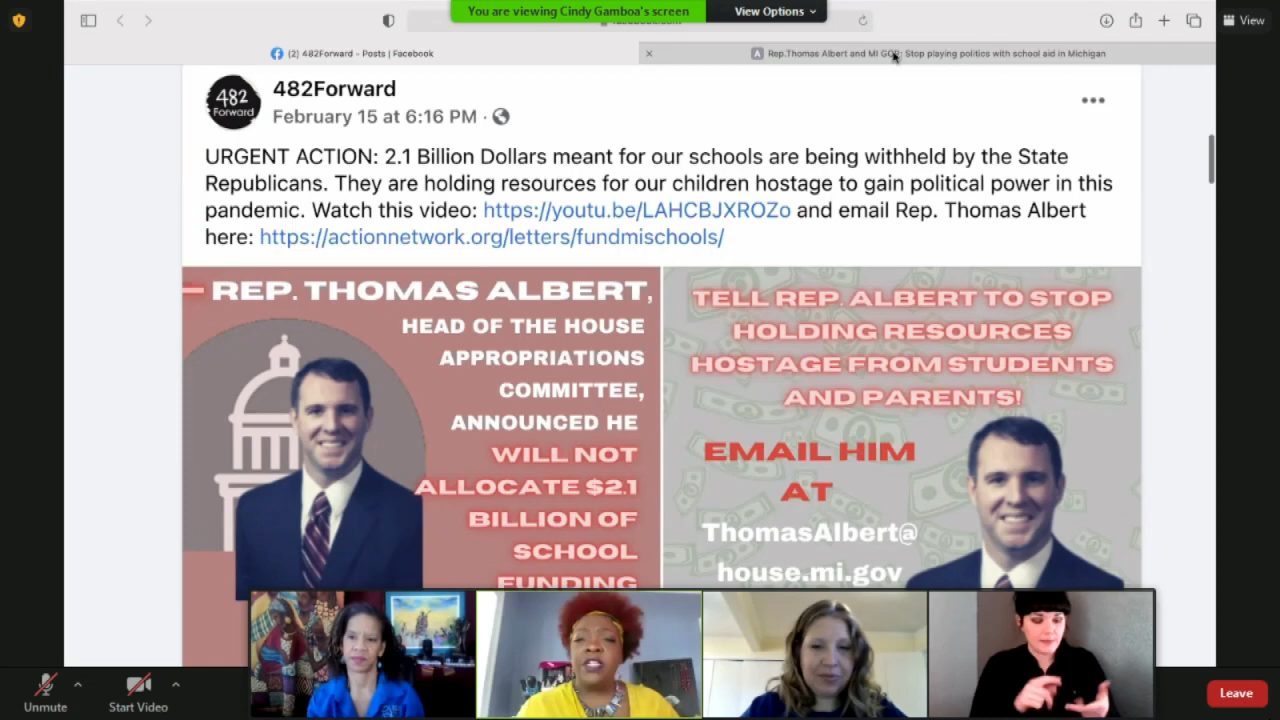 You are viewing Cindy Gamboa's screen
View Options
View
(2) 482Forward - Posts | Facebook
Rep.Thomas Albert and MI GOP: Stop playing politics with school aid in Michigan
482
Forward
482Forward
February 15 at 6:16 PM ·
URGENT ACTION: 2.1 Billion Dollars meant for our schools are being withheld by the State
Republicans. They are holding resources for our children hostage to gain political power in this
pandemic. Watch this video: https://youtu.be/LAHCBJXROZo and email Rep. Thomas Albert
here: https://actionnetwork.org/letters/fundmischools/
REP. THOMAS ALBERT,
HEAD OF THE HOUSE
APPROPRIATIONS
COMMITTEE,
ANNOUNCED HE
WILL NOT
ALLOCATE $2.1
BILLION OF
SCHOOL
FUNDING
TELL REP. ALBERT TO STOP
HOLDING RESOURCES
HOSTAGE FROM STUDENTS
AND PARENTS!
EMAIL HIM
AT
ThomasAlbert@
house.mi.gov
Unmute
Start Video
Leave